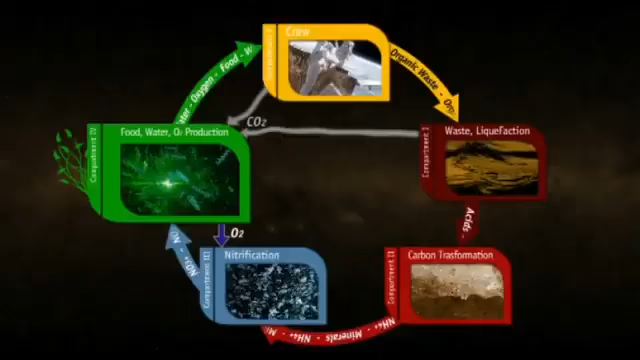 Crew
Organic Waste -
- Oxygen - Food -
CO2
Compartment IV
Food, Water, O2 Production
Compartment I
Waste, Liquefaction
Acids -
O2
Compartment III
Nitrification
Compartment II
Carbon Trasformation
NH4+ - Minerals - NH4+ -